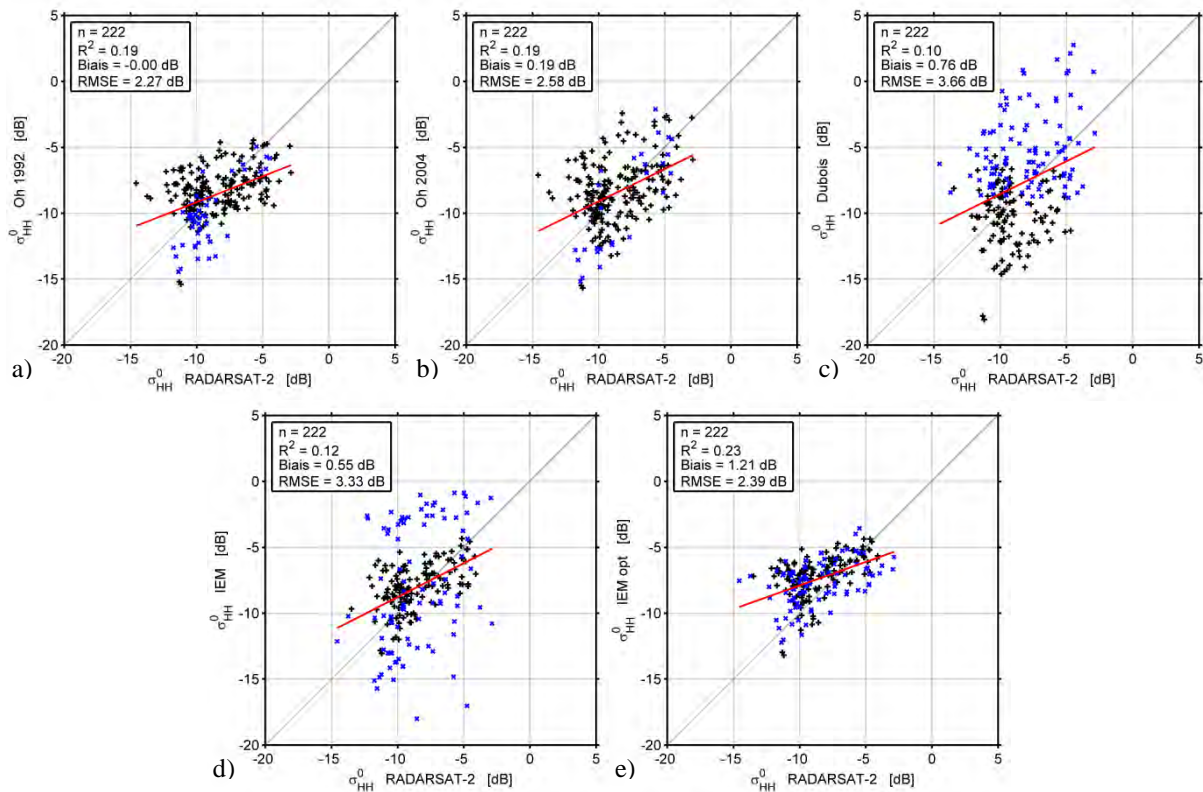 n = 222
R² = 0.19
Biais = -0.00 dB
RMSE = 2.27 dB
5
0
-5
-10
-15
-20
σ⁰HH Oh 1992 [dB]
-20 -15 -10 -5 0 5
a) σ⁰HH RADARSAT-2 [dB]
n = 222
R² = 0.19
Biais = 0.19 dB
RMSE = 2.58 dB
5
0
-5
-10
-15
-20
σ⁰HH Oh 2004 [dB]
-20 -15 -10 -5 0 5
b) σ⁰HH RADARSAT-2 [dB]
n = 222
R² = 0.10
Biais = 0.76 dB
RMSE = 3.66 dB
5
0
-5
-10
-15
-20
σ⁰HH Dubois [dB]
-20 -15 -10 -5 0 5
c) σ⁰HH RADARSAT-2 [dB]
n = 222
R² = 0.12
Biais = 0.55 dB
RMSE = 3.33 dB
5
0
-5
-10
-15
-20
σ⁰HH IEM [dB]
-20 -15 -10 -5 0 5
d) σ⁰HH RADARSAT-2 [dB]
n = 222
R² = 0.23
Biais = 1.21 dB
RMSE = 2.39 dB
5
0
-5
-10
-15
-20
σ⁰HH IEM opt [dB]
-20 -15 -10 -5 0 5
e) σ⁰HH RADARSAT-2 [dB]